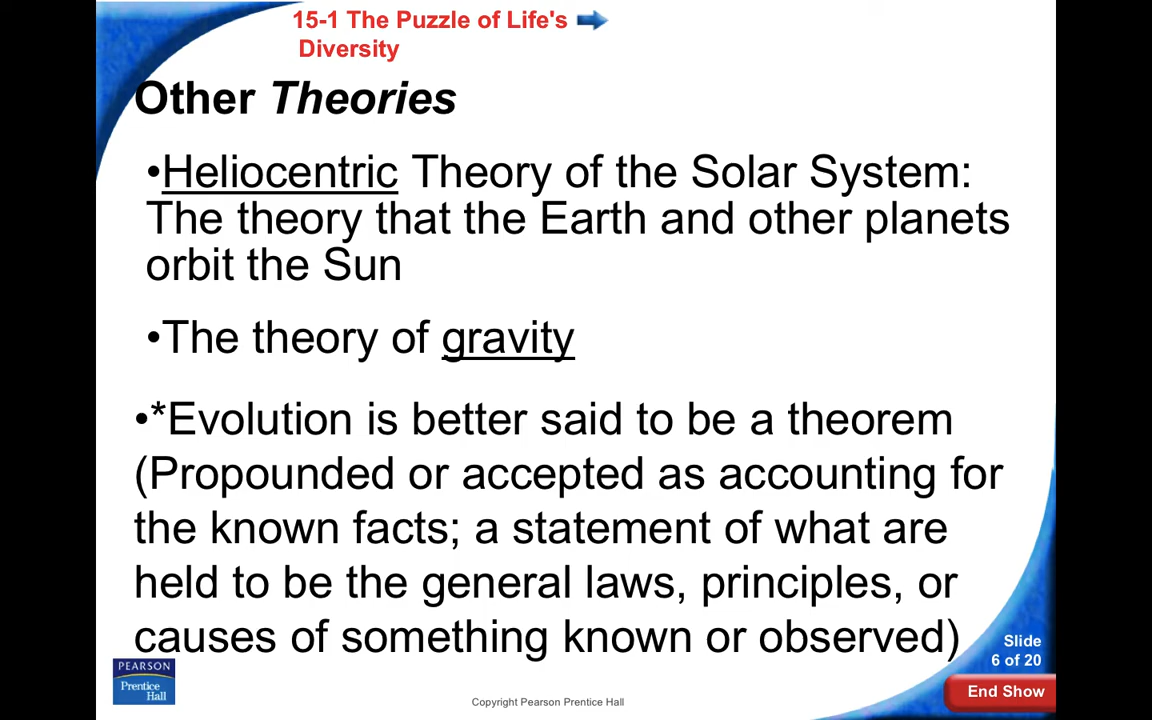 15-1 The Puzzle of Life's
Diversity
Other Theories
•Heliocentric Theory of the Solar System:
The theory that the Earth and other planets
orbit the Sun
•The theory of gravity
•*Evolution is better said to be a theorem
(Propounded or accepted as accounting for
the known facts; a statement of what are
held to be the general laws, principles, or
causes of something known or observed)
Slide
6 of 20
End Show
PEARSON
Prentice
Hall
Copyright Pearson Prentice Hall